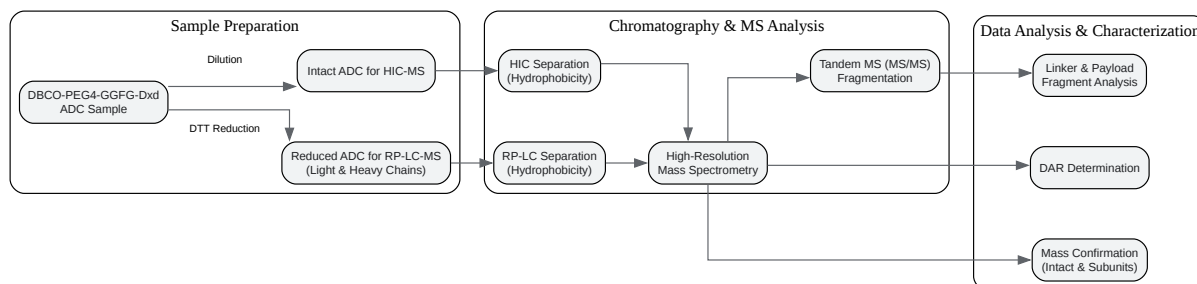 Sample Preparation
Dilution
DBCO-PEG4-GGFG-Dxd
ADC Sample
DTT Reduction
Intact ADC for HIC-MS
Reduced ADC for RP-LC-MS
(Light & Heavy Chains)
Chromatography & MS Analysis
HIC Separation
(Hydrophobicity)
RP-LC Separation
(Hydrophobicity)
High-Resolution
Mass Spectrometry
Tandem MS (MS/MS)
Fragmentation
Data Analysis & Characterization
Linker & Payload
Fragment Analysis
DAR Determination
Mass Confirmation
(Intact & Subunits)